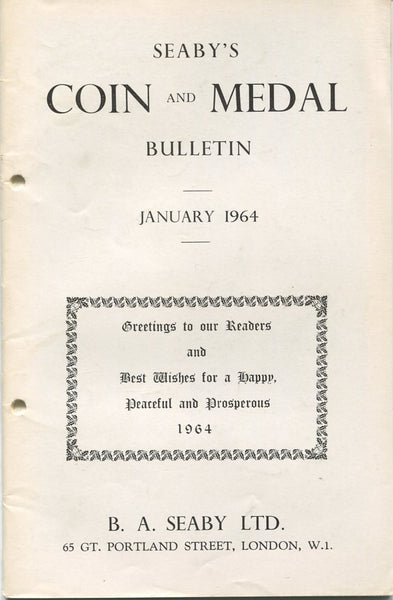 SEABY'S
COIN AND MEDAL
BULLETIN
JANUARY 1964
Greetings to our Readers
and
Best Wishes for a Happy,
Peaceful and Prosperous
1964
B. A. SEABY LTD.
65 GT. PORTLAND STREET, LONDON, W.1.